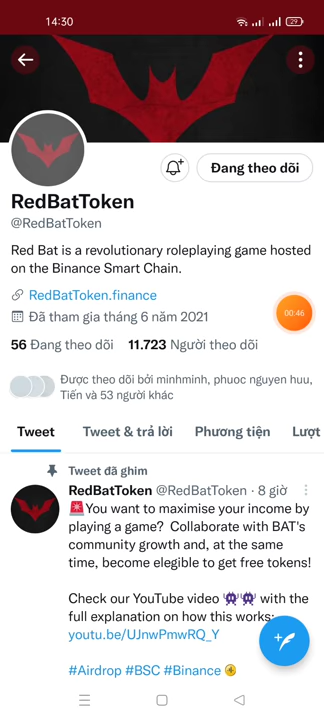 14:30
29
Đang theo dõi
RedBatToken
@RedBatToken
Red Bat is a revolutionary roleplaying game hosted
on the Binance Smart Chain.
RedBatToken.finance
00:46
Đã tham gia tháng 6 năm 2021
56 Đang theo dõi 11.723 Người theo dõi
Được theo dõi bởi minhminh, phuoc nguyen huu,
Tiến và 53 người khác
Tweet Tweet & trả lời Phương tiện Lượt
Tweet đã ghim
RedBatToken @RedBatToken · 8 giờ
🚨You want to maximise your income by
playing a game? Collaborate with BAT's
community growth and, at the same
time, become elegible to get free tokens!
Check our YouTube video 👾👾 with the
full explanation on how this works:
youtu.be/UJnwPmwRQ_Y
#Airdrop #BSC #Binance